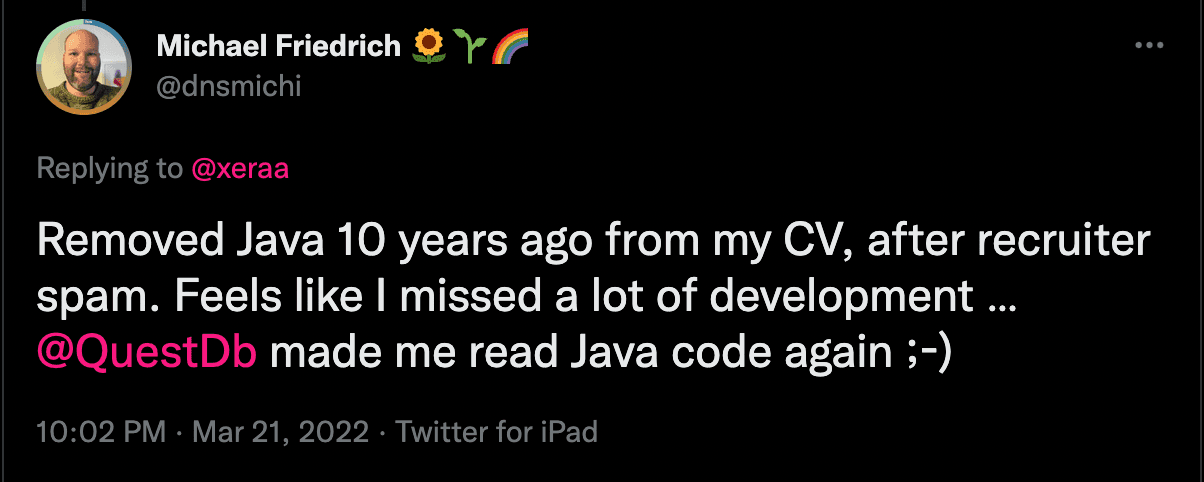 Michael Friedrich 🌻🌱🌈
@dnsmichi
Replying to @xeraa
Removed Java 10 years ago from my CV, after recruiter
spam. Feels like I missed a lot of development ...
@QuestDb made me read Java code again ;-)
10:02 PM · Mar 21, 2022 · Twitter for iPad